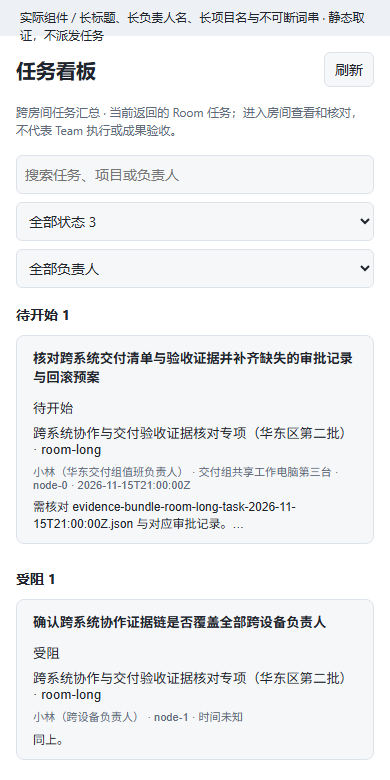 实际组件 / 长标题、长负责人名、长项目名与不可断词串 · 静态取
证，不派发任务
任务看板
刷新
跨房间任务汇总 · 当前返回的 Room 任务；进入房间查看和核对，
不代表 Team 执行或成果验收。
搜索任务、项目或负责人
全部状态 3
全部负责人
待开始 1
核对跨系统交付清单与验收证据并补齐缺失的审批记录
与回滚预案
待开始
跨系统协作与交付验收证据核对专项（华东区第二批）
· room-long
小林（华东交付组值班负责人） · 交付组共享工作电脑第三台 ·
node-0 · 2026-11-15T21:00:00Z
需核对 evidence-bundle-room-long-task-2026-11-
15T21:00:00Z.json 与对应审批记录。…
受阻 1
确认跨系统协作证据链是否覆盖全部跨设备负责人
受阻
跨系统协作与交付验收证据核对专项（华东区第二批）
· room-long
小林（跨设备负责人） · node-1 · 时间未知
同上。